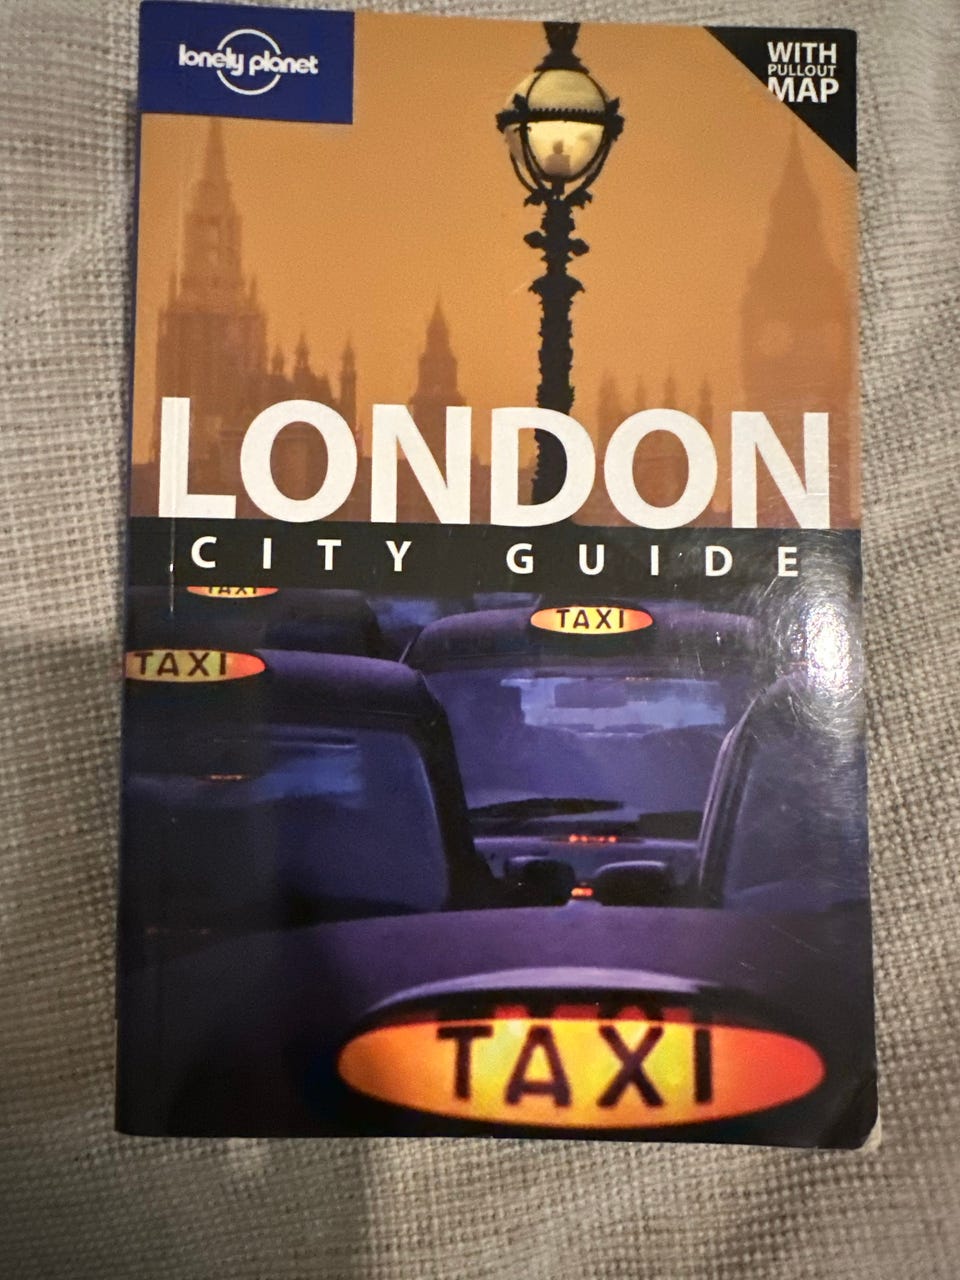 lonely planet
WITH
PULLOUT
MAP
LONDON
CITY GUIDE
TAXI
TAXI
TAXI
TAXI